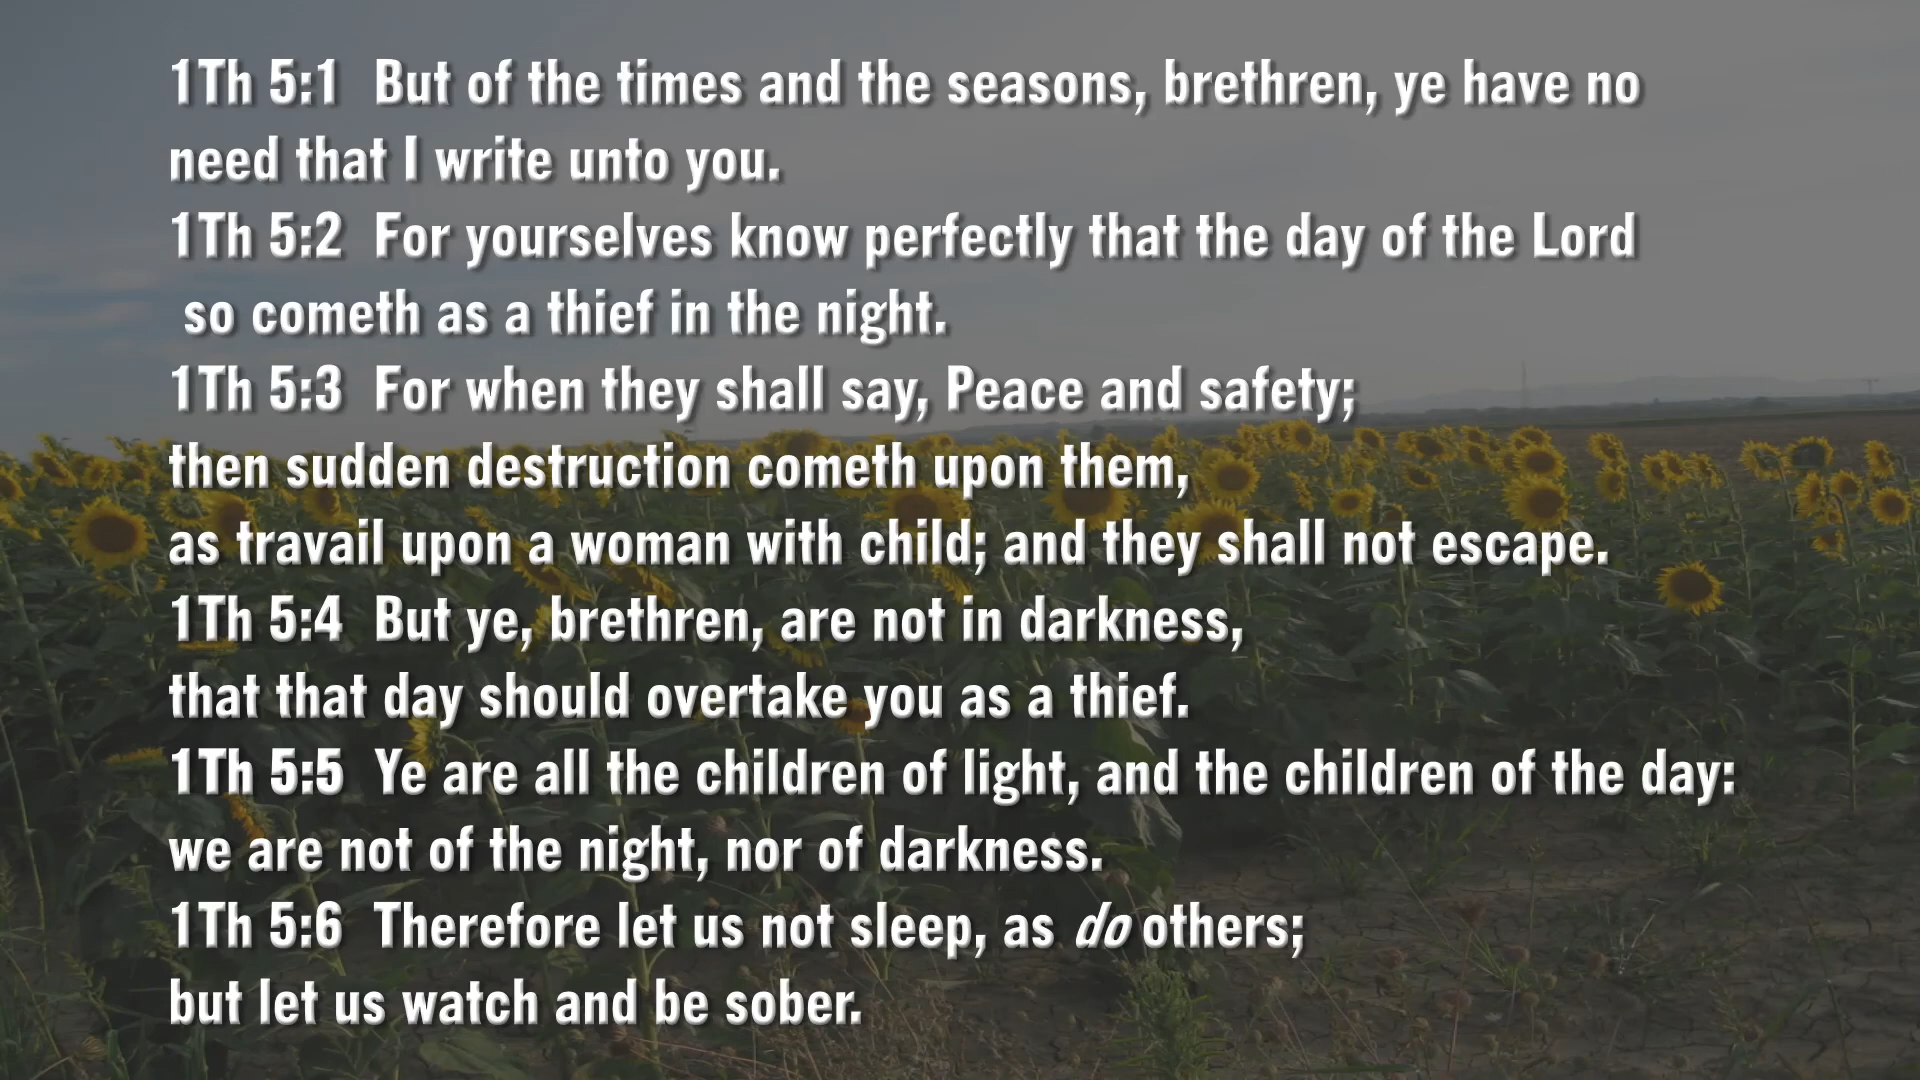 1Th 5:1  But of the times and the seasons, brethren, ye have no
need that I write unto you.
1Th 5:2  For yourselves know perfectly that the day of the Lord
so cometh as a thief in the night.
1Th 5:3  For when they shall say, Peace and safety;
then sudden destruction cometh upon them,
as travail upon a woman with child; and they shall not escape.
1Th 5:4  But ye, brethren, are not in darkness,
that that day should overtake you as a thief.
1Th 5:5  Ye are all the children of light, and the children of the day:
we are not of the night, nor of darkness.
1Th 5:6  Therefore let us not sleep, as do others;
but let us watch and be sober.